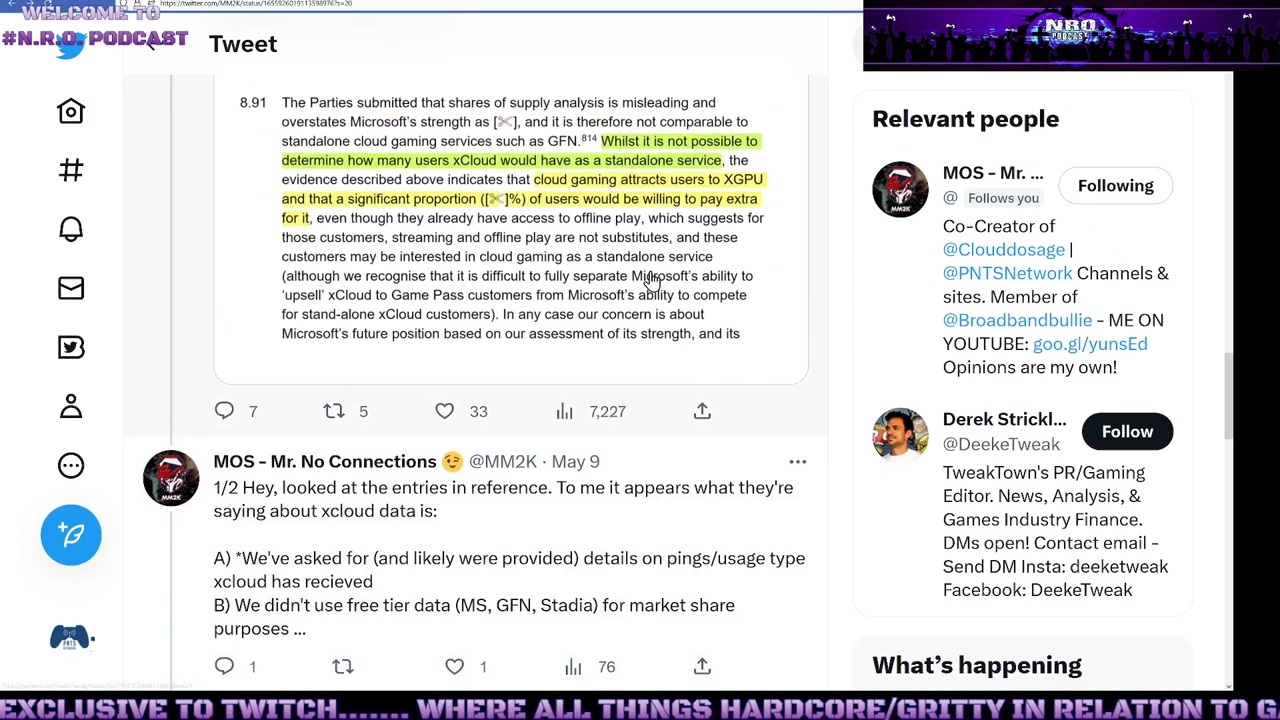 https://twitter.com/MM2K/status/1655926019113598976?s=20
WELCOME TO
#N.R.O. PODCAST
Tweet
NRO
PODCAST
8.91 The Parties submitted that shares of supply analysis is misleading and
overstates Microsoft's strength as [✂], and it is therefore not comparable to
standalone cloud gaming services such as GFN.814 Whilst it is not possible to
determine how many users xCloud would have as a standalone service, the
evidence described above indicates that cloud gaming attracts users to XGPU
and that a significant proportion ([✂]%) of users would be willing to pay extra
for it, even though they already have access to offline play, which suggests for
those customers, streaming and offline play are not substitutes, and these
customers may be interested in cloud gaming as a standalone service
(although we recognise that it is difficult to fully separate Microsoft's ability to
'upsell' xCloud to Game Pass customers from Microsoft's ability to compete
for stand-alone xCloud customers). In any case our concern is about
Microsoft's future position based on our assessment of its strength, and its
7 5 33 7,227
MOS - Mr. No Connections 😉 @MM2K · May 9
1/2 Hey, looked at the entries in reference. To me it appears what they're
saying about xcloud data is:
A) *We've asked for (and likely were provided) details on pings/usage type
xcloud has recieved
B) We didn't use free tier data (MS, GFN, Stadia) for market share
purposes ...
1 1 76
Relevant people
MOS - Mr. ...
@ Follows you
Following
Co-Creator of
@Clouddosage |
@PNTSNetwork Channels &
sites. Member of
@Broadbandbullie - ME ON
YOUTUBE: goo.gl/yunsEd
Opinions are my own!
Derek Strickl...
@DeekeTweak
Follow
TweakTown's PR/Gaming
Editor. News, Analysis, &
Games Industry Finance.
DMs open! Contact email -
Send DM Insta: deeketweak
Facebook: DeekeTweak
What's happening
EXCLUSIVE TO TWITCH....... WHERE ALL THINGS HARDCORE/GRITTY IN RELATION TO G